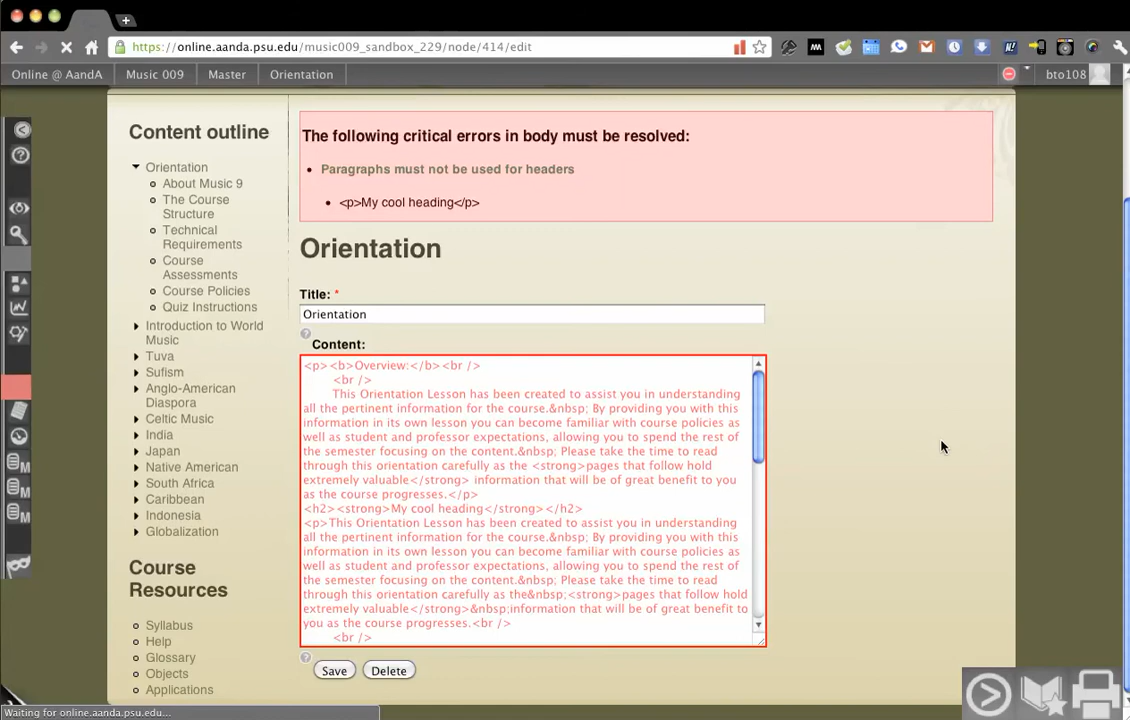 https://online.aanda.psu.edu/music009_sandbox_229/node/414/edit
Online @ AandA
Music 009
Master
Orientation
bto108
Content outline
Orientation
About Music 9
The Course
Structure
Technical
Requirements
Course
Assessments
Course Policies
Quiz Instructions
Introduction to World
Music
Tuva
Sufism
Anglo-American
Diaspora
Celtic Music
India
Japan
Native American
South Africa
Caribbean
Indonesia
Globalization
Course
Resources
Syllabus
Help
Glossary
Objects
Applications
The following critical errors in body must be resolved:
Paragraphs must not be used for headers
<p>My cool heading</p>
Orientation
Title: *
Orientation
Content:
<p><b>Overview:</b><br />
<br />
This Orientation Lesson has been created to assist you in understanding
all the pertinent information for the course.&nbsp; By providing you with this
information in its own lesson you can become familiar with course policies as
well as student and professor expectations, allowing you to spend the rest of
the semester focusing on the content.&nbsp; Please take the time to read
through this orientation carefully as the <strong>pages that follow hold
extremely valuable</strong> information that will be of great benefit to you
as the course progresses.</p>
<h2><strong>My cool heading</strong></h2>
<p>This Orientation Lesson has been created to assist you in understanding
all the pertinent information for the course.&nbsp; By providing you with this
information in its own lesson you can become familiar with course policies as
well as student and professor expectations, allowing you to spend the rest of
the semester focusing on the content.&nbsp; Please take the time to read
through this orientation carefully as the&nbsp;<strong>pages that follow hold
extremely valuable</strong>&nbsp;information that will be of great benefit to
you as the course progresses.<br />
<br />
Save
Delete
Waiting for online.aanda.psu.edu...